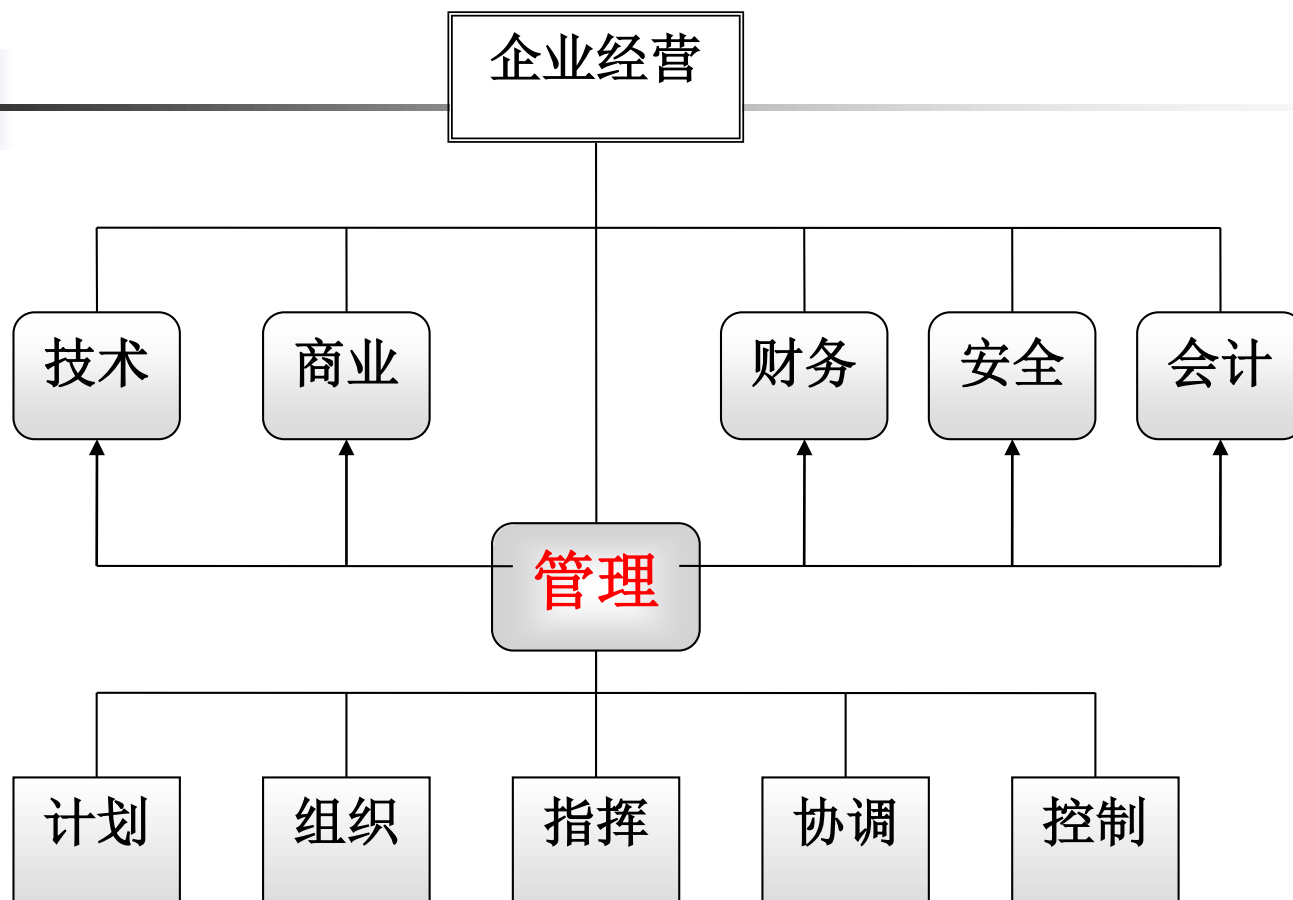 企业经营
技术
商业
财务
安全
会计
管理
计划
组织
指挥
协调
控制